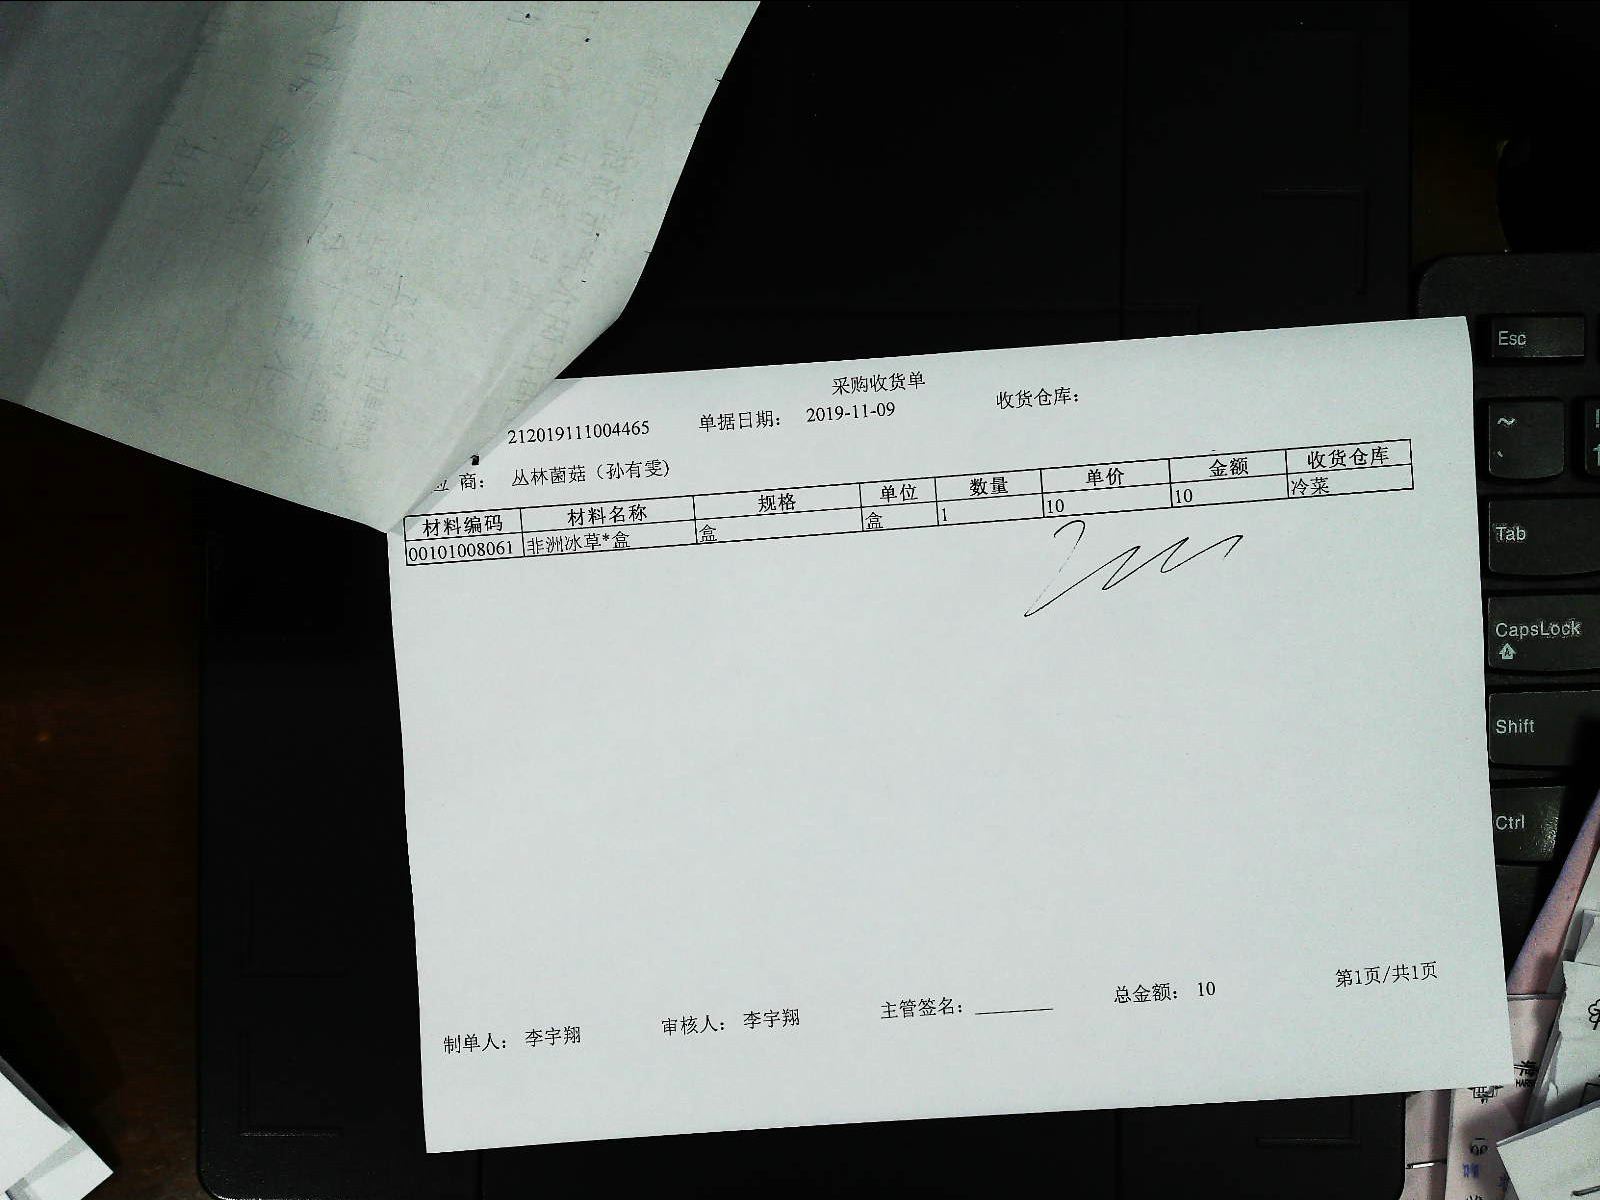 采购收货单
212019111004465 单据日期: 2019-11-09 收货仓库:
商: 丛林菌菇（孙有雯)
材料编码 材料名称 规格 单位 数量 单价 金额 收货仓库
00101008061 非洲冰草*盒 盒 盒 1 10 10 冷菜
制单人: 李宇翔 审核人: 李宇翔 主管签名: ________ 总金额: 10 第1页/共1页
Esc
~
Tab
CapsLock
Shift
Ctrl